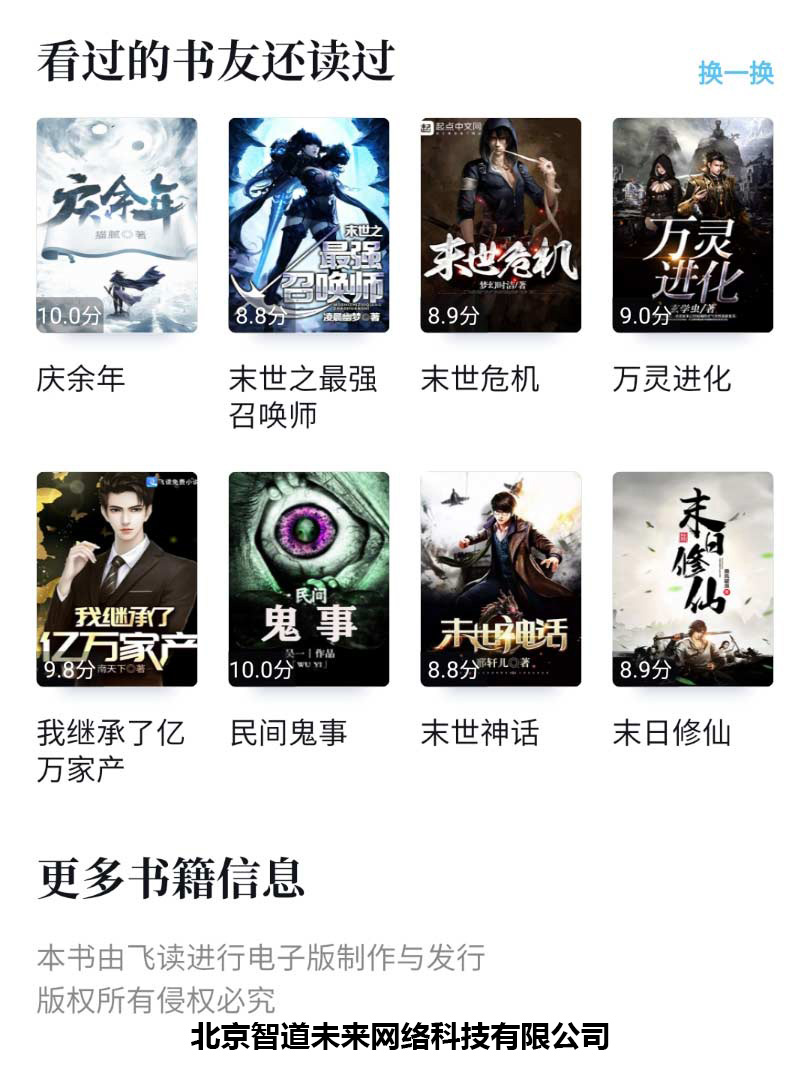 看过的书友还读过
换一换
庆余年
猫腻◎著
10.0分
末世之
最强
召唤师
凌晨幽梦◎著
8.8分
起点中文网
末世危机
梦幻时语/著
8.9分
万灵
进化
玄学虫/著
9.0分
庆余年
末世之最强
召唤师
末世危机
万灵进化
飞读免费小说
我继承了
亿万家产
南天下◎著
9.8分
·民间
鬼事
吴一|作品
WU YI
10.0分
末世神话
邪轩儿◎著
8.8分
末日修仙
8.9分
我继承了亿
万家产
民间鬼事
末世神话
末日修仙
更多书籍信息
本书由飞读进行电子版制作与发行
版权所有侵权必究
北京智道未来网络科技有限公司